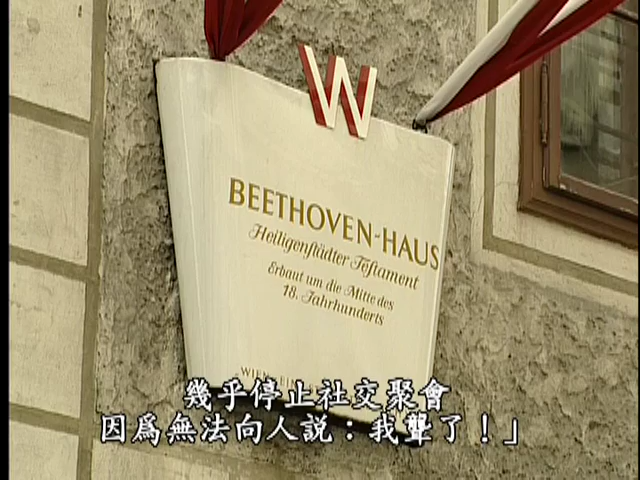 W
BEETHOVEN-HAUS
Heiligenstädter Testament
Erbaut um die Mitte des
18. Jahrhunderts
幾乎停止社交聚會
因爲無法向人説：我聾了！」